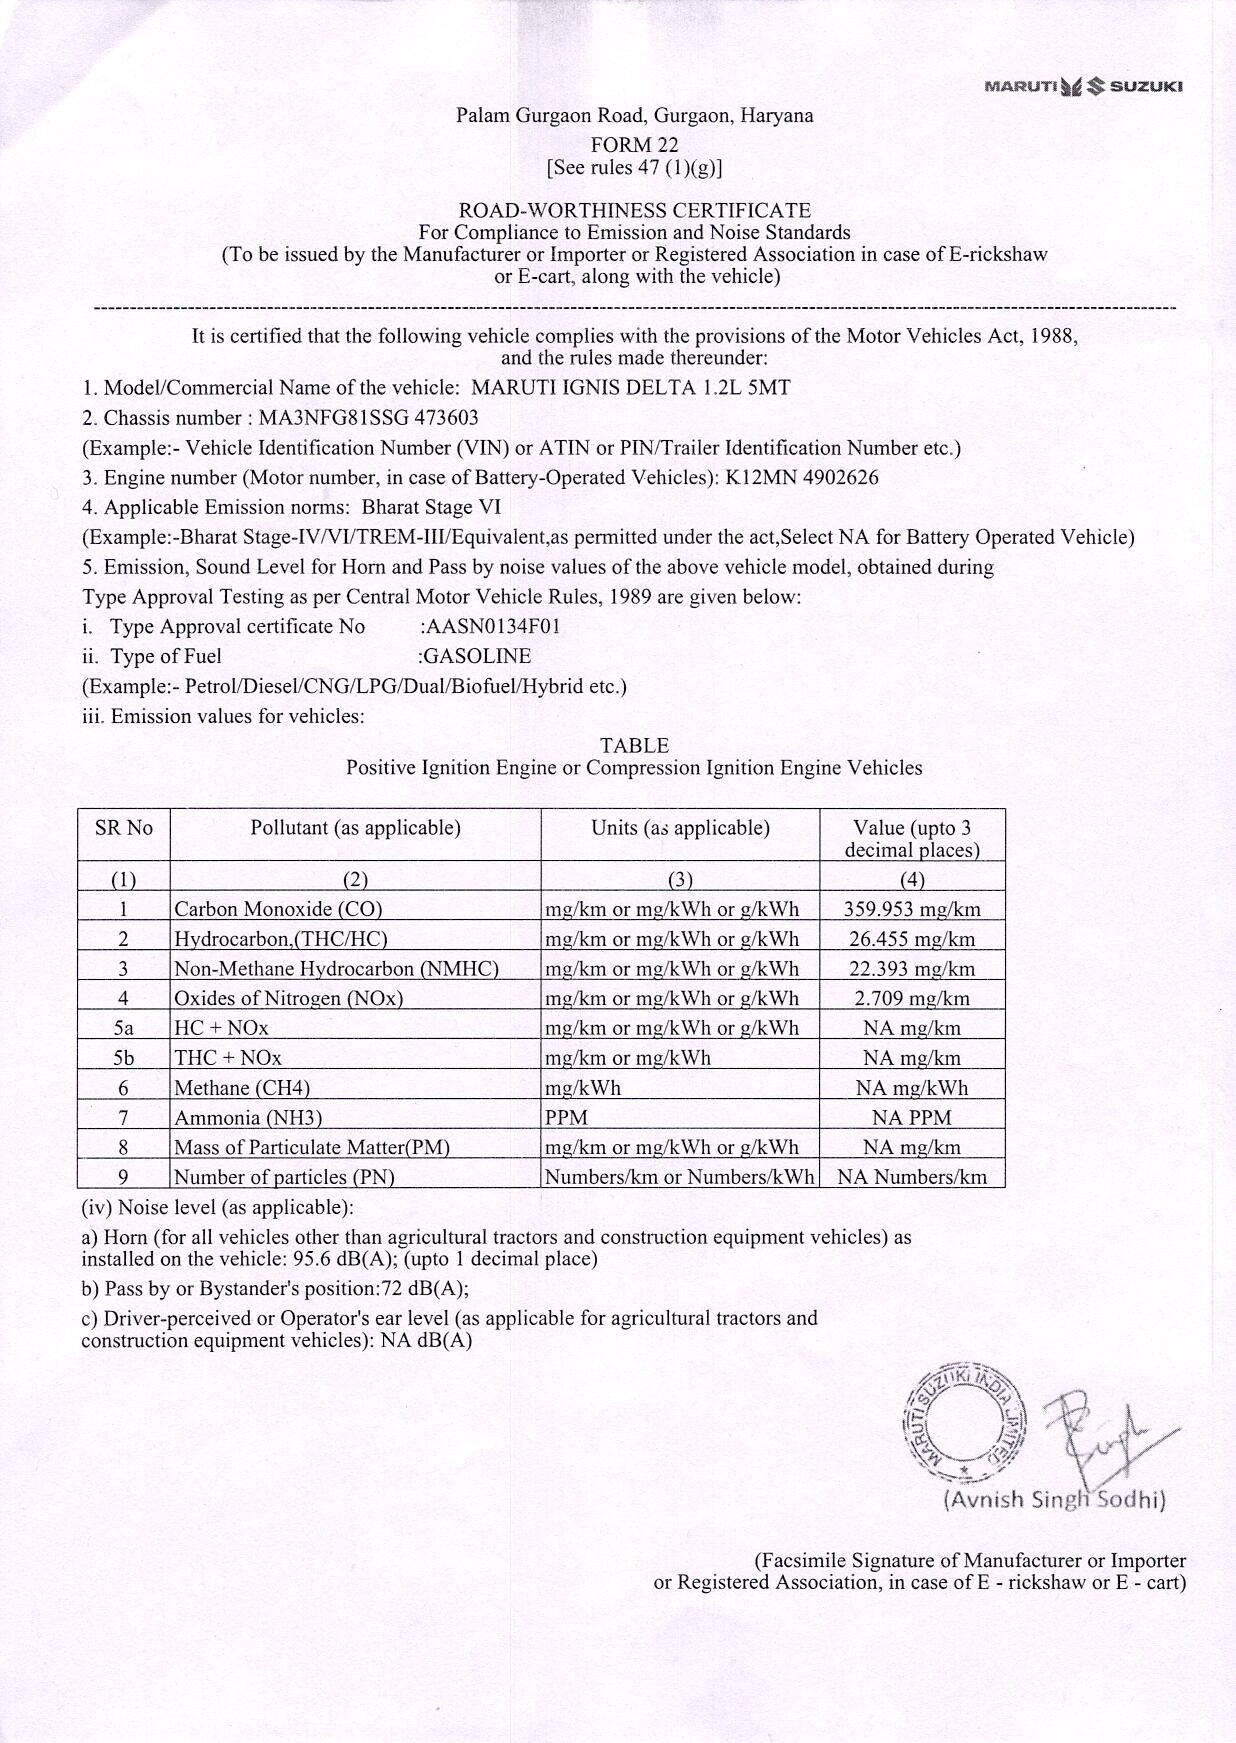 MARUTI SUZUKI
Palam Gurgaon Road, Gurgaon, Haryana
FORM 22
[See rules 47 (1)(g)]
ROAD-WORTHINESS CERTIFICATE
For Compliance to Emission and Noise Standards
(To be issued by the Manufacturer or Importer or Registered Association in case of E-rickshaw
or E-cart, along with the vehicle)
It is certified that the following vehicle complies with the provisions of the Motor Vehicles Act, 1988,
and the rules made thereunder:
1. Model/Commercial Name of the vehicle: MARUTI IGNIS DELTA 1.2L 5MT
2. Chassis number : MA3NFG81SSG 473603
(Example:- Vehicle Identification Number (VIN) or ATIN or PIN/Trailer Identification Number etc.)
3. Engine number (Motor number, in case of Battery-Operated Vehicles): K12MN 4902626
4. Applicable Emission norms: Bharat Stage VI
(Example:-Bharat Stage-IV/VI/TREM-III/Equivalent,as permitted under the act,Select NA for Battery Operated Vehicle)
5. Emission, Sound Level for Horn and Pass by noise values of the above vehicle model, obtained during
Type Approval Testing as per Central Motor Vehicle Rules, 1989 are given below:
i. Type Approval certificate No :AASN0134F01
ii. Type of Fuel :GASOLINE
(Example:- Petrol/Diesel/CNG/LPG/Dual/Biofuel/Hybrid etc.)
iii. Emission values for vehicles:
TABLE
Positive Ignition Engine or Compression Ignition Engine Vehicles
SR No Pollutant (as applicable) Units (as applicable) Value (upto 3
decimal places)
(1) (2) (3) (4)
1 Carbon Monoxide (CO) mg/km or mg/kWh or g/kWh 359.953 mg/km
2 Hydrocarbon,(THC/HC) mg/km or mg/kWh or g/kWh 26.455 mg/km
3 Non-Methane Hydrocarbon (NMHC) mg/km or mg/kWh or g/kWh 22.393 mg/km
4 Oxides of Nitrogen (NOx) mg/km or mg/kWh or g/kWh 2.709 mg/km
5a HC + NOx mg/km or mg/kWh or g/kWh NA mg/km
5b THC + NOx mg/km or mg/kWh NA mg/km
6 Methane (CH4) mg/kWh NA mg/kWh
7 Ammonia (NH3) PPM NA PPM
8 Mass of Particulate Matter(PM) mg/km or mg/kWh or g/kWh NA mg/km
9 Number of particles (PN) Numbers/km or Numbers/kWh NA Numbers/km
(iv) Noise level (as applicable):
a) Horn (for all vehicles other than agricultural tractors and construction equipment vehicles) as
installed on the vehicle: 95.6 dB(A); (upto 1 decimal place)
b) Pass by or Bystander's position:72 dB(A);
c) Driver-perceived or Operator's ear level (as applicable for agricultural tractors and
construction equipment vehicles): NA dB(A)
MARUTI SUZUKI INDIA LIMITED
Singh
(Avnish Singh Sodhi)
(Facsimile Signature of Manufacturer or Importer
or Registered Association, in case of E - rickshaw or E - cart)